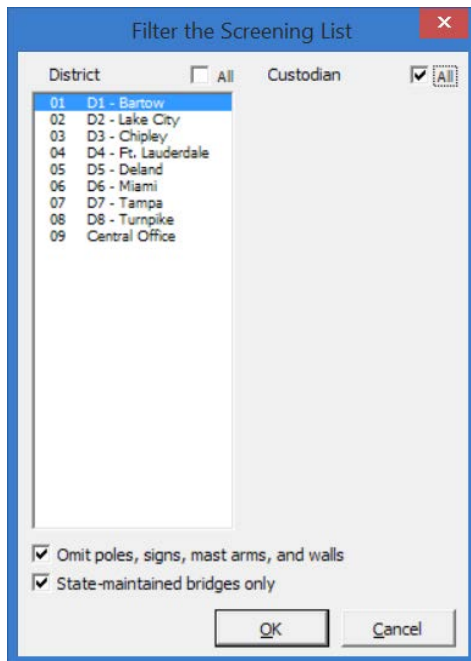 Filter the Screening List
District All Custodian All
01 D1 - Bartow
02 D2 - Lake City
03 D3 - Chipley
04 D4 - Ft. Lauderdale
05 D5 - Deland
06 D6 - Miami
07 D7 - Tampa
08 D8 - Turnpike
09 Central Office
Omit poles, signs, mast arms, and walls
State-maintained bridges only
OK Cancel